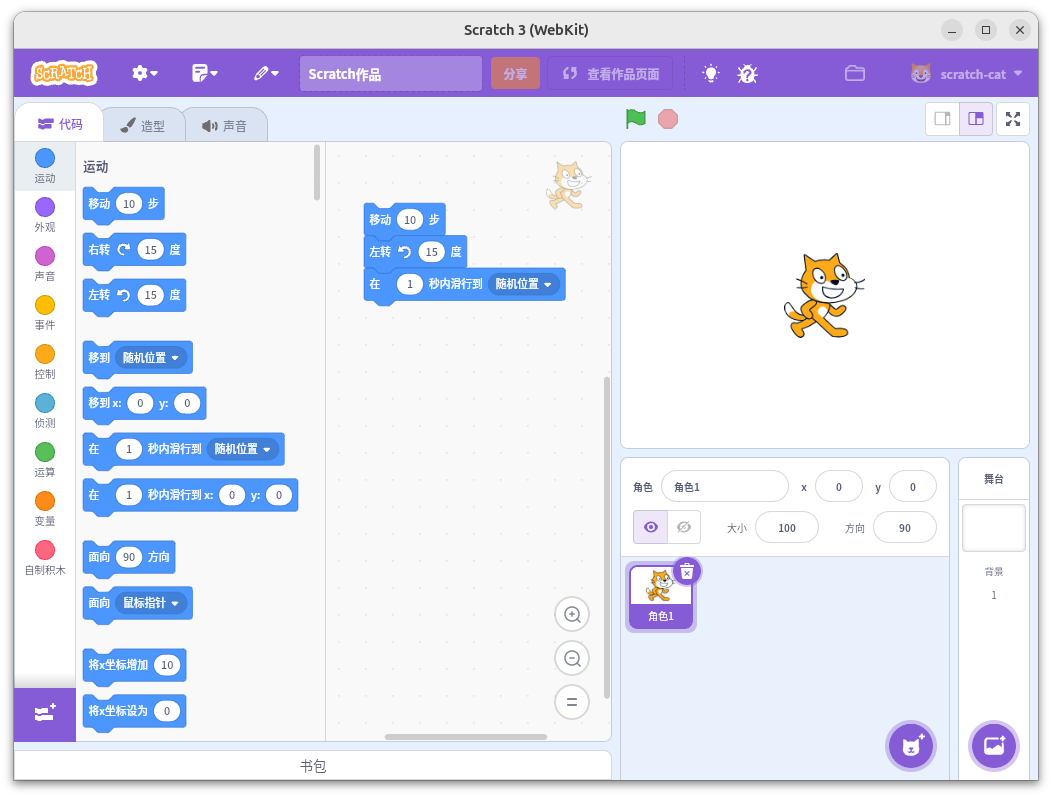 Scratch 3 (WebKit)
SCRATCH
Scratch作品
分享
查看作品页面
scratch-cat
代码
造型
声音
运动
外观
声音
事件
控制
侦测
运算
变量
自制积木
运动
移动 10 步
右转 15 度
左转 15 度
移到 随机位置
移到 x: 0 y: 0
在 1 秒内滑行到 随机位置
在 1 秒内滑行到 x: 0 y: 0
面向 90 方向
面向 鼠标指针
将x坐标增加 10
将x坐标设为 0
移动 10 步
左转 15 度
在 1 秒内滑行到 随机位置
书包
角色 角色1 x 0 y 0
大小 100 方向 90
角色1
舞台
背景
1